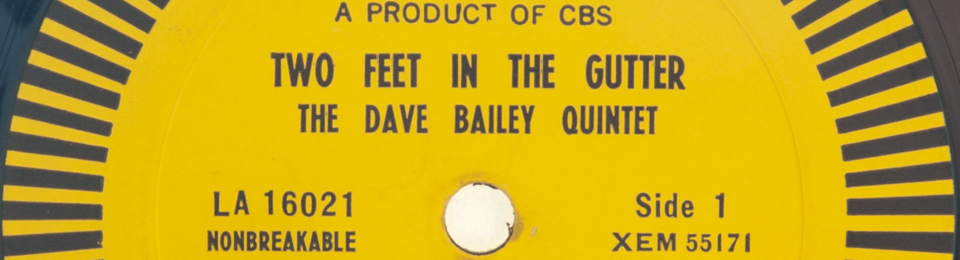 A PRODUCT OF CBS
TWO FEET IN THE GUTTER
THE DAVE BAILEY QUINTET
LA 16021 Side 1
NONBREAKABLE XEM 55171